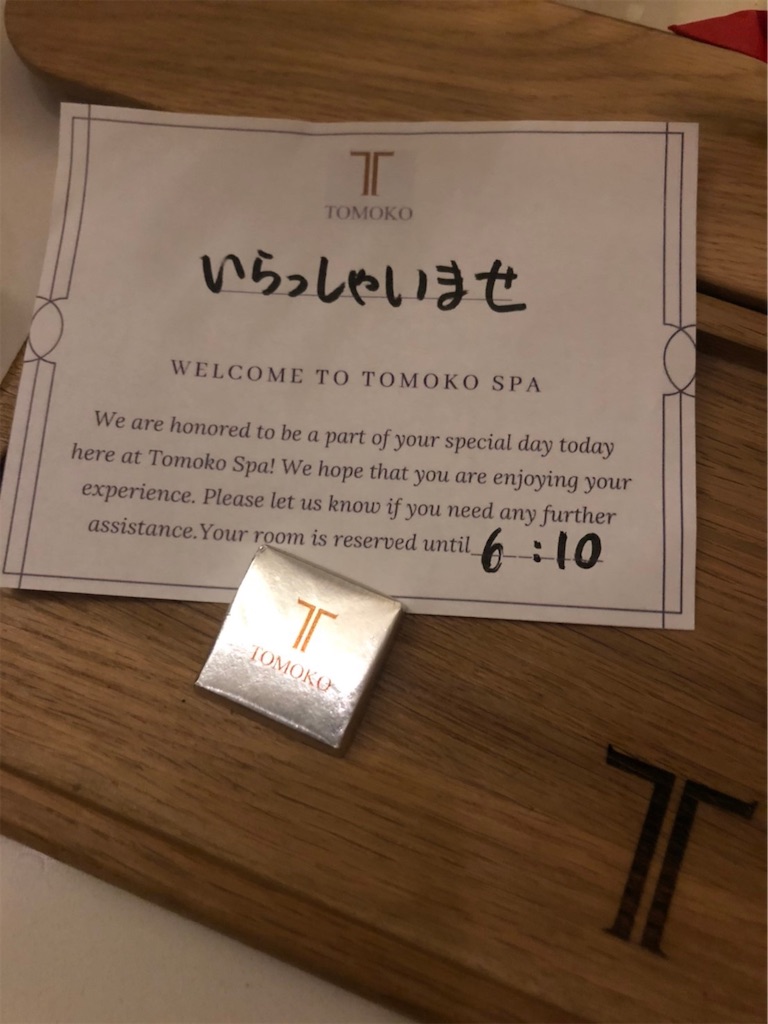 TOMOKO
いらっしゃいませ
WELCOME TO TOMOKO SPA
We are honored to be a part of your special day today
here at Tomoko Spa! We hope that you are enjoying your
experience. Please let us know if you need any further
assistance.Your room is reserved until 6:10
TOMOKO